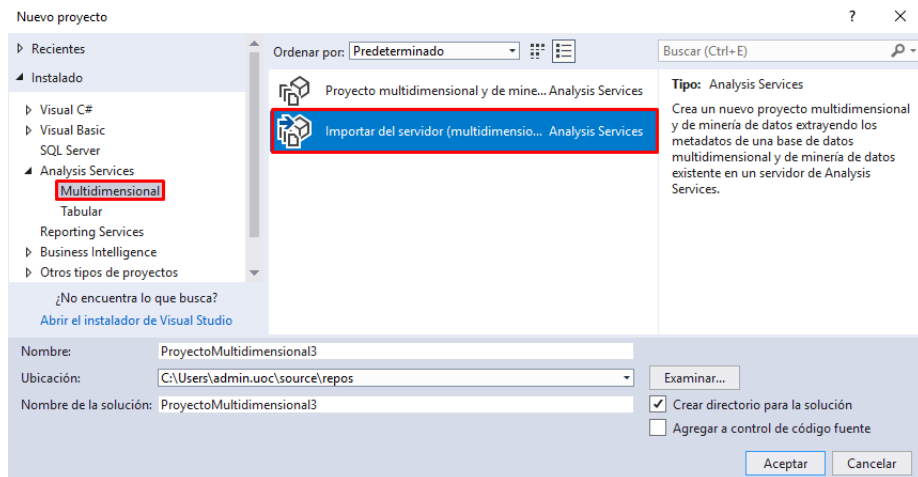 Nuevo proyecto
?
Recientes
Instalado
Visual C#
Visual Basic
SQL Server
Analysis Services
Multidimensional
Tabular
Reporting Services
Business Intelligence
Otros tipos de proyectos
¿No encuentra lo que busca?
Abrir el instalador de Visual Studio
Ordenar por: Predeterminado
Proyecto multidimensional y de mine... Analysis Services
Importar del servidor (multidimensio... Analysis Services
Buscar (Ctrl+E)
Tipo: Analysis Services
Crea un nuevo proyecto multidimensional
y de minería de datos extrayendo los
metadatos de una base de datos
multidimensional y de minería de datos
existente en un servidor de Analysis
Services.
Nombre: ProyectoMultidimensional3
Ubicación: C:\Users\admin.uoc\source\repos
Examinar...
Nombre de la solución: ProyectoMultidimensional3
Crear directorio para la solución
Agregar a control de código fuente
Aceptar
Cancelar